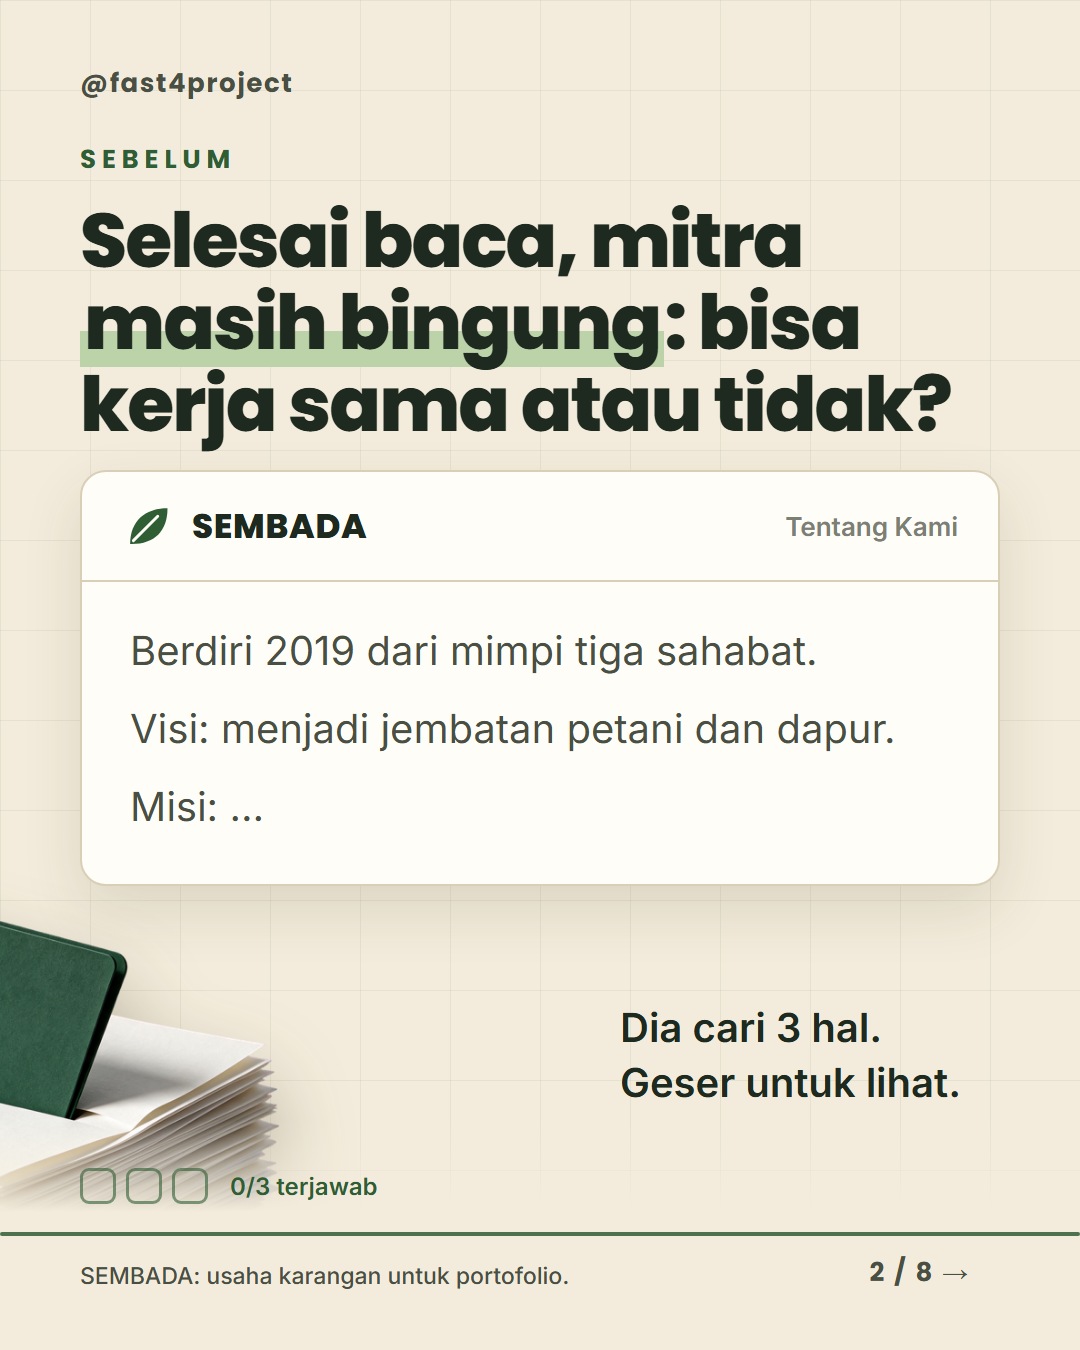 @fast4project
SEBELUM
Selesai baca, mitra
masih bingung: bisa
kerja sama atau tidak?
SEMBADA
Tentang Kami
Berdiri 2019 dari mimpi tiga sahabat.
Visi: menjadi jembatan petani dan dapur.
Misi: ...
Dia cari 3 hal.
Geser untuk lihat.
0/3 terjawab
SEMBADA: usaha karangan untuk portofolio.
2 / 8 →